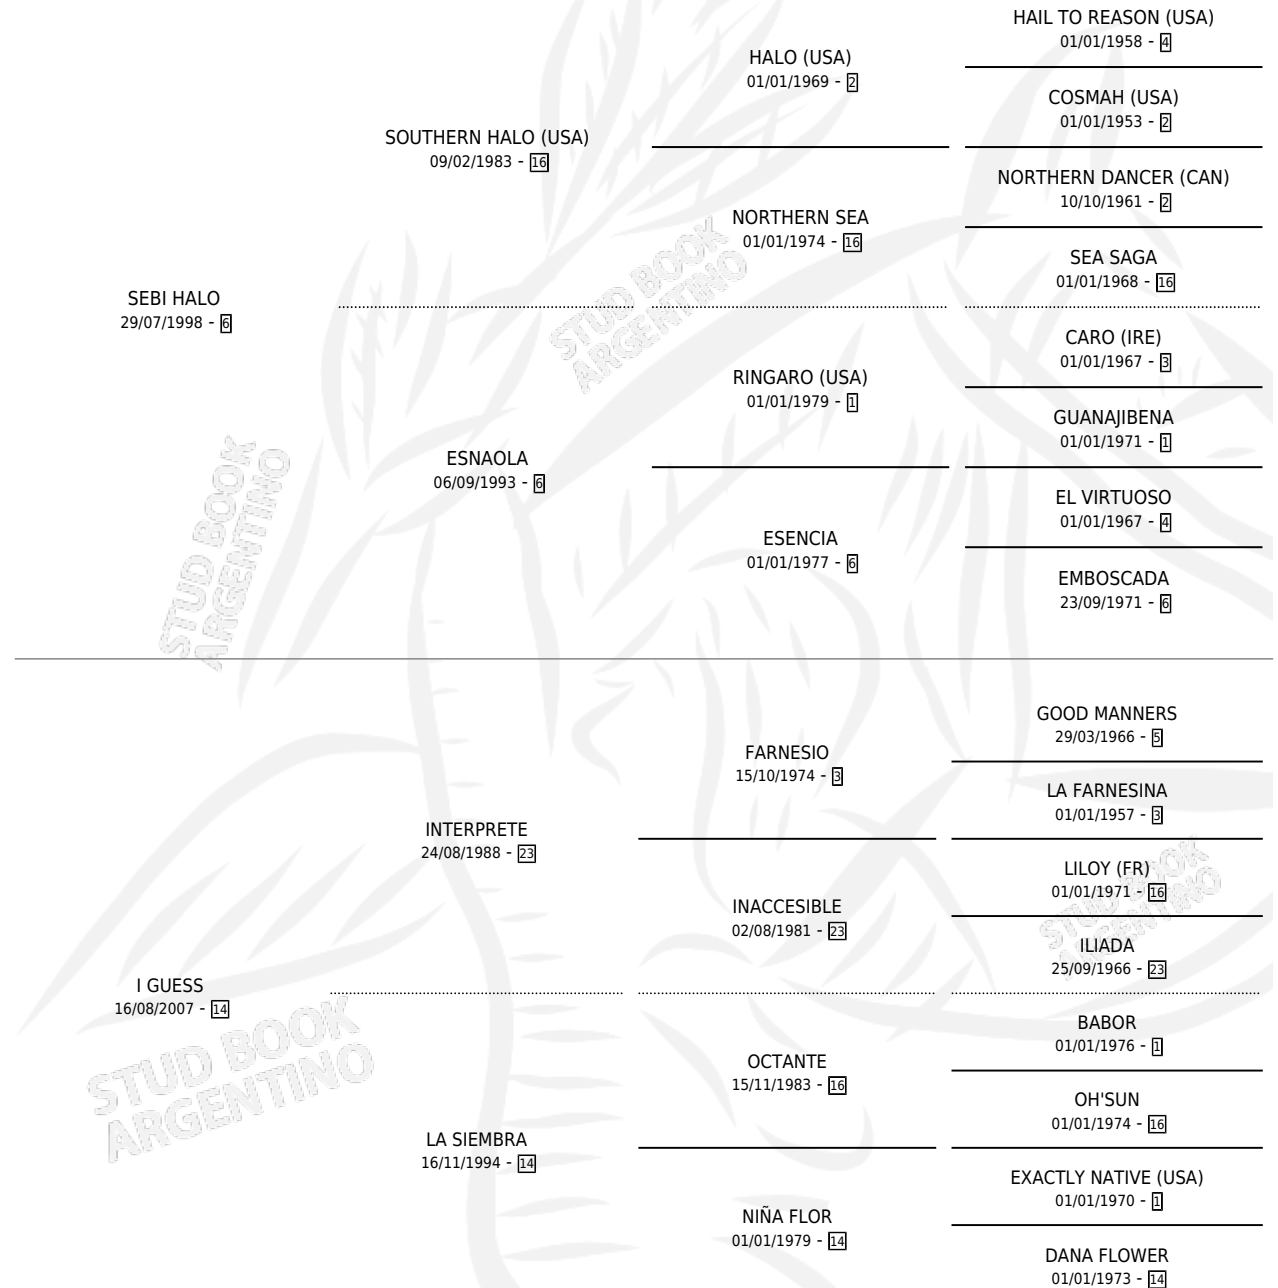 HAIL TO REASON (USA)
01/01/1958 - 4
HALO (USA)
01/01/1969 - 2
COSMAH (USA)
01/01/1953 - 2
SOUTHERN HALO (USA)
09/02/1983 - 16
NORTHERN DANCER (CAN)
10/10/1961 - 2
NORTHERN SEA
01/01/1974 - 16
SEA SAGA
01/01/1968 - 16
SEBI HALO
29/07/1998 - 6
CARO (IRE)
01/01/1967 - 3
RINGARO (USA)
01/01/1979 - 1
GUANAJIBENA
01/01/1971 - 1
ESNAOLA
06/09/1993 - 6
EL VIRTUOSO
01/01/1967 - 4
ESENCIA
01/01/1977 - 6
EMBOSCADA
23/09/1971 - 6
STUD BOOK
ARGENTINO
STUD BOOK
ARGENTINO
GOOD MANNERS
29/03/1966 - 5
FARNESIO
15/10/1974 - 3
LA FARNESINA
01/01/1957 - 3
INTERPRETE
24/08/1988 - 23
LILOY (FR)
01/01/1971 - 16
INACCESIBLE
02/08/1981 - 23
ILIADA
25/09/1966 - 23
STUD BOOK
ARGENTINO
I GUESS
16/08/2007 - 14
BABOR
01/01/1976 - 1
OCTANTE
15/11/1983 - 16
OH'SUN
01/01/1974 - 16
STUD BOOK
ARGENTINO
LA SIEMBRA
16/11/1994 - 14
EXACTLY NATIVE (USA)
01/01/1970 - 1
NIÑA FLOR
01/01/1979 - 14
DANA FLOWER
01/01/1973 - 14